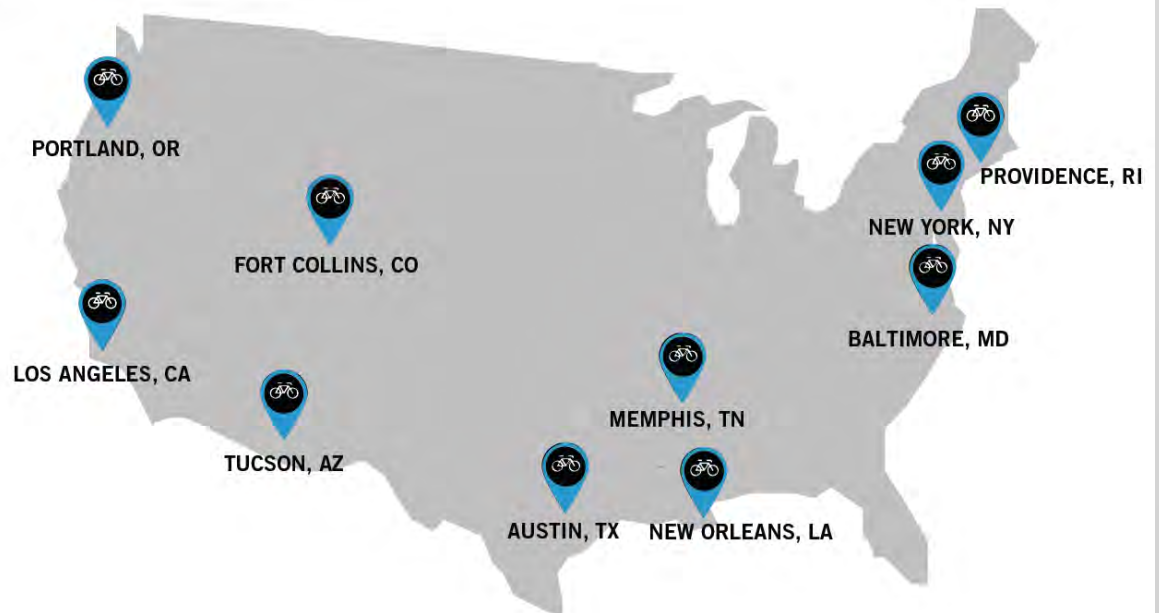 PORTLAND, OR
PROVIDENCE, RI
NEW YORK, NY
FORT COLLINS, CO
BALTIMORE, MD
LOS ANGELES, CA
MEMPHIS, TN
TUCSON, AZ
AUSTIN, TX
NEW ORLEANS, LA